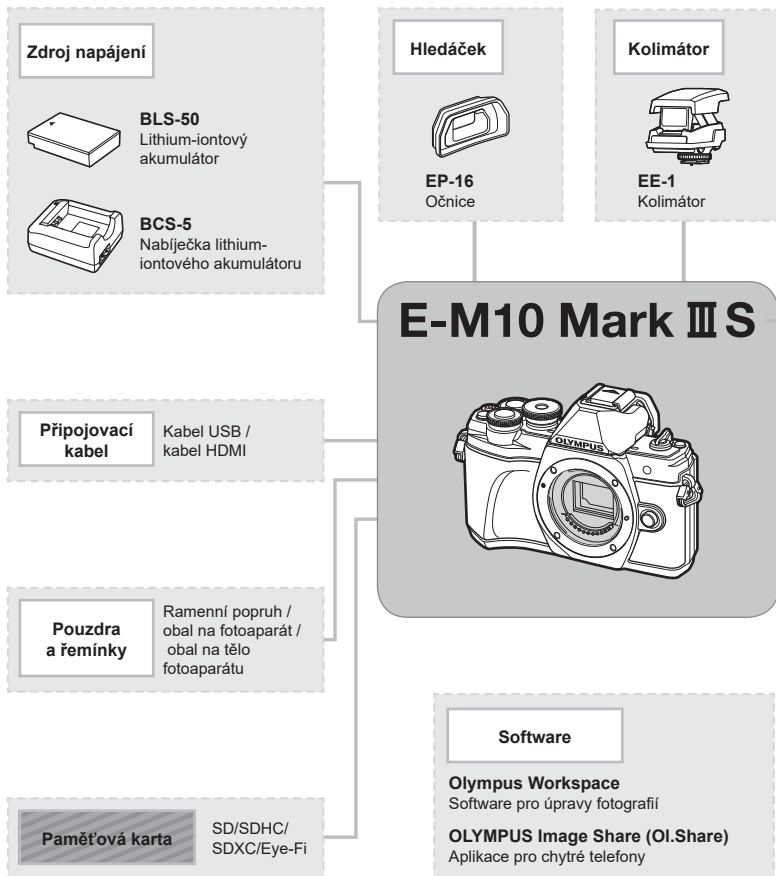 Zdroj napájení
BLS-50
Lithium-iontový
akumulátor
BCS-5
Nabíječka lithium-
iontového akumulátoru
Hledáček
EP-16
Očnice
Kolimátor
EE-1
Kolimátor
E-M10 Mark III S
OLYMPUS
Připojovací
kabel
Kabel USB /
kabel HDMI
Pouzdra
a řemínky
Ramenní popruh /
obal na fotoaparát /
obal na tělo
fotoaparátu
Paměťová karta
SD/SDHC/
SDXC/Eye-Fi
Software
Olympus Workspace
Software pro úpravy fotografií
OLYMPUS Image Share (OI.Share)
Aplikace pro chytré telefony